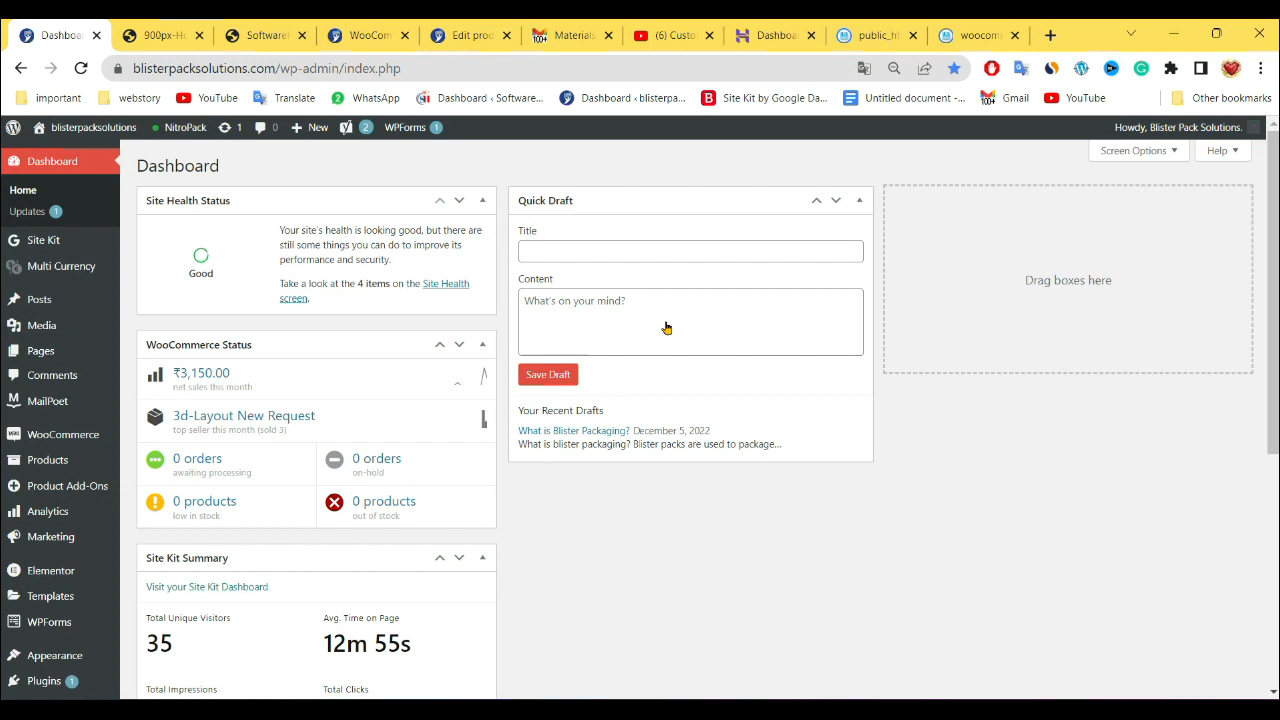 Dashboa
900px-He
Software
WooCom
Edit prod
Materials
(6) Custo
Dashboa
public_ht
woocom
blisterpacksolutions.com/wp-admin/index.php
important
webstory
YouTube
Translate
WhatsApp
Dashboard ‹ Software...
Dashboard ‹ blisterpa...
Site Kit by Google Da...
Untitled document -...
Gmail
YouTube
Other bookmarks
blisterpacksolutions
NitroPack
1
0
New
2
WPForms 1
Howdy, Blister Pack Solutions.
Dashboard
Home
Updates 1
Site Kit
Multi Currency
Posts
Media
Pages
Comments
MailPoet
WooCommerce
Products
Product Add-Ons
Analytics
Marketing
Elementor
Templates
WPForms
Appearance
Plugins 1
Dashboard
Screen Options
Help
Site Health Status
Good
Your site's health is looking good, but there are
still some things you can do to improve its
performance and security.
Take a look at the 4 items on the Site Health
screen.
WooCommerce Status
₹3,150.00
net sales this month
3d-Layout New Request
top seller this month (sold 3)
0 orders
awaiting processing
0 orders
on-hold
0 products
low in stock
0 products
out of stock
Site Kit Summary
Visit your Site Kit Dashboard
Total Unique Visitors
35
Avg. Time on Page
12m 55s
Total Impressions
Total Clicks
Quick Draft
Title
Content
What's on your mind?
Save Draft
Your Recent Drafts
What is Blister Packaging? December 5, 2022
What is blister packaging? Blister packs are used to package...
Drag boxes here